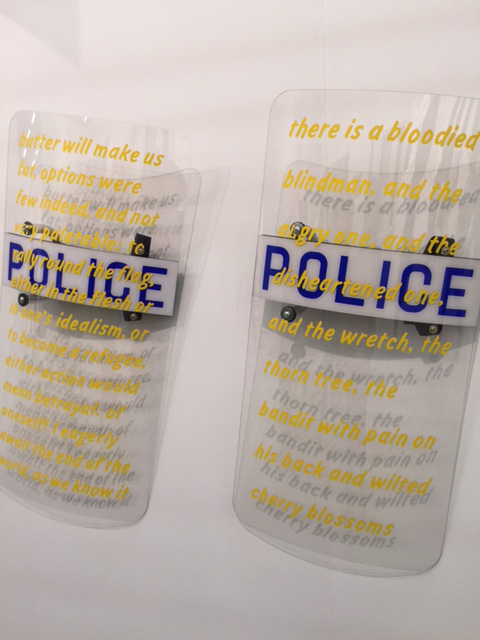 butter will make us
fat, options were
few indeed, and not
very palatable: to
rally round the flag,
either in the flesh or
in one's idealism, or
to become a refugee,
either action would
mean betrayal of
oneself - eagerly
await the end of the
world, as we know it
POLICE
there is a bloodied
blindman, and the
angry one, and the
disheartened one,
and the wretch, the
thorn tree, the
bandit with pain on
his back and wilted
cherry blossoms
POLICE